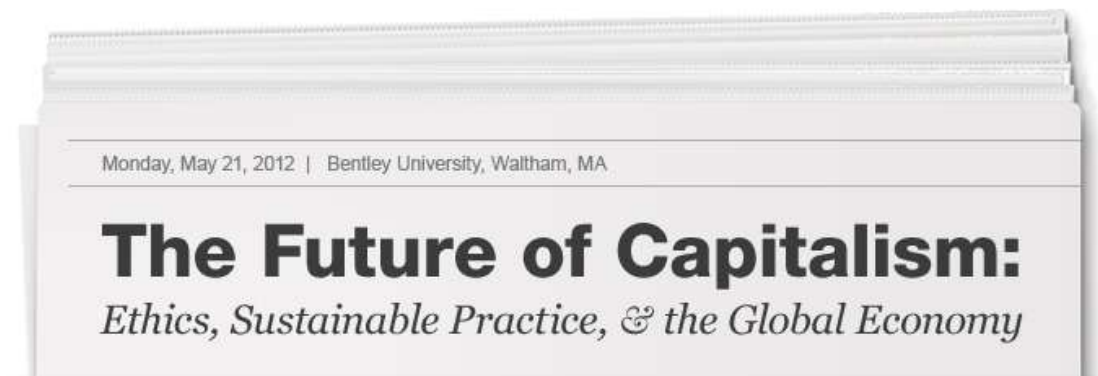 Monday, May 21, 2012 | Bentley University, Waltham, MA
The Future of Capitalism:
Ethics, Sustainable Practice, & the Global Economy